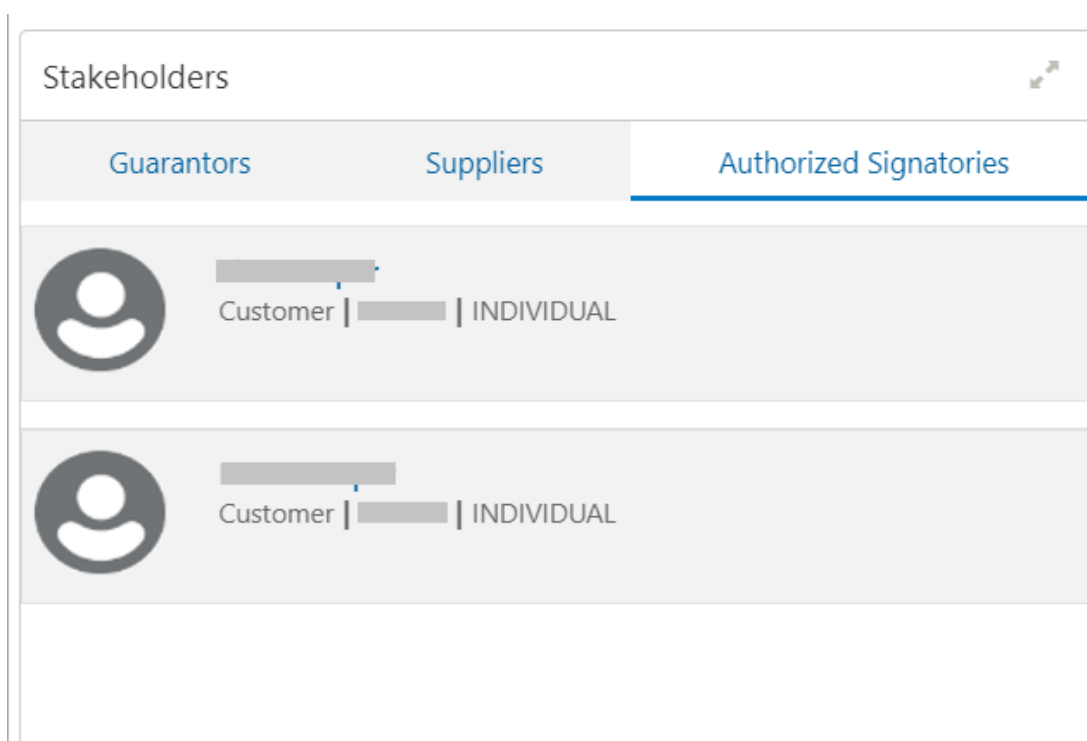 Stakeholders
Guarantors Suppliers Authorized Signatories
Customer | | INDIVIDUAL
Customer | | INDIVIDUAL